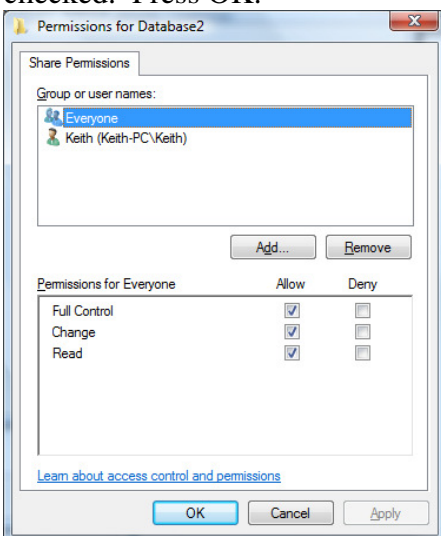 checked. Press OK.
Permissions for Database2
Share Permissions
Group or user names:
Everyone
Keith (Keith-PC\Keith)
Add... Remove
Permissions for Everyone Allow Deny
Full Control
Change
Read
Learn about access control and permissions
OK Cancel Apply